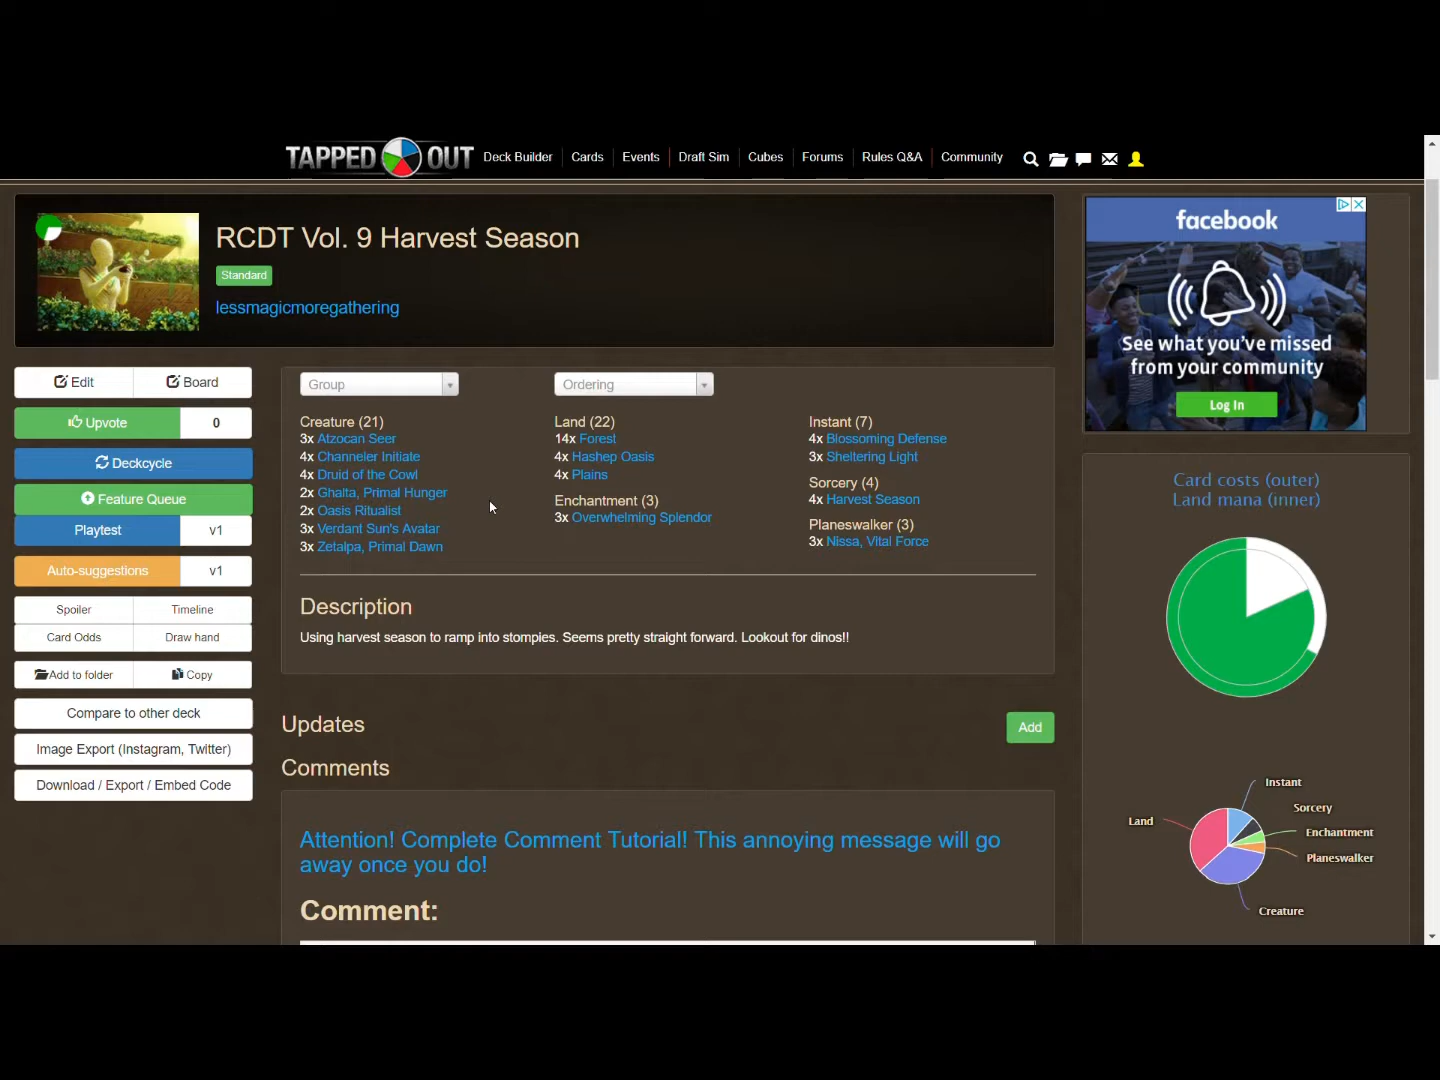 TAPPED OUT
Deck Builder Cards Events Draft Sim Cubes Forums Rules Q&A Community
RCDT Vol. 9 Harvest Season
Standard
lessmagicmoregathering
Edit Board
Upvote 0
Deckcycle
Feature Queue
Playtest v1
Auto-suggestions v1
Spoiler Timeline
Card Odds Draw hand
Add to folder Copy
Compare to other deck
Image Export (Instagram, Twitter)
Download / Export / Embed Code
Group Ordering
Creature (21)
3x Atzocan Seer
4x Channeler Initiate
4x Druid of the Cowl
2x Ghalta, Primal Hunger
2x Oasis Ritualist
3x Verdant Sun's Avatar
3x Zetalpa, Primal Dawn
Land (22)
14x Forest
4x Hashep Oasis
4x Plains
Enchantment (3)
3x Overwhelming Splendor
Instant (7)
4x Blossoming Defense
3x Sheltering Light
Sorcery (4)
4x Harvest Season
Planeswalker (3)
3x Nissa, Vital Force
Description
Using harvest season to ramp into stompies. Seems pretty straight forward. Lookout for dinos!!
Updates
Add
Comments
Attention! Complete Comment Tutorial! This annoying message will go
away once you do!
Comment:
facebook
See what you've missed
from your community
Log In
Card costs (outer)
Land mana (inner)
Instant
Sorcery
Land
Enchantment
Planeswalker
Creature